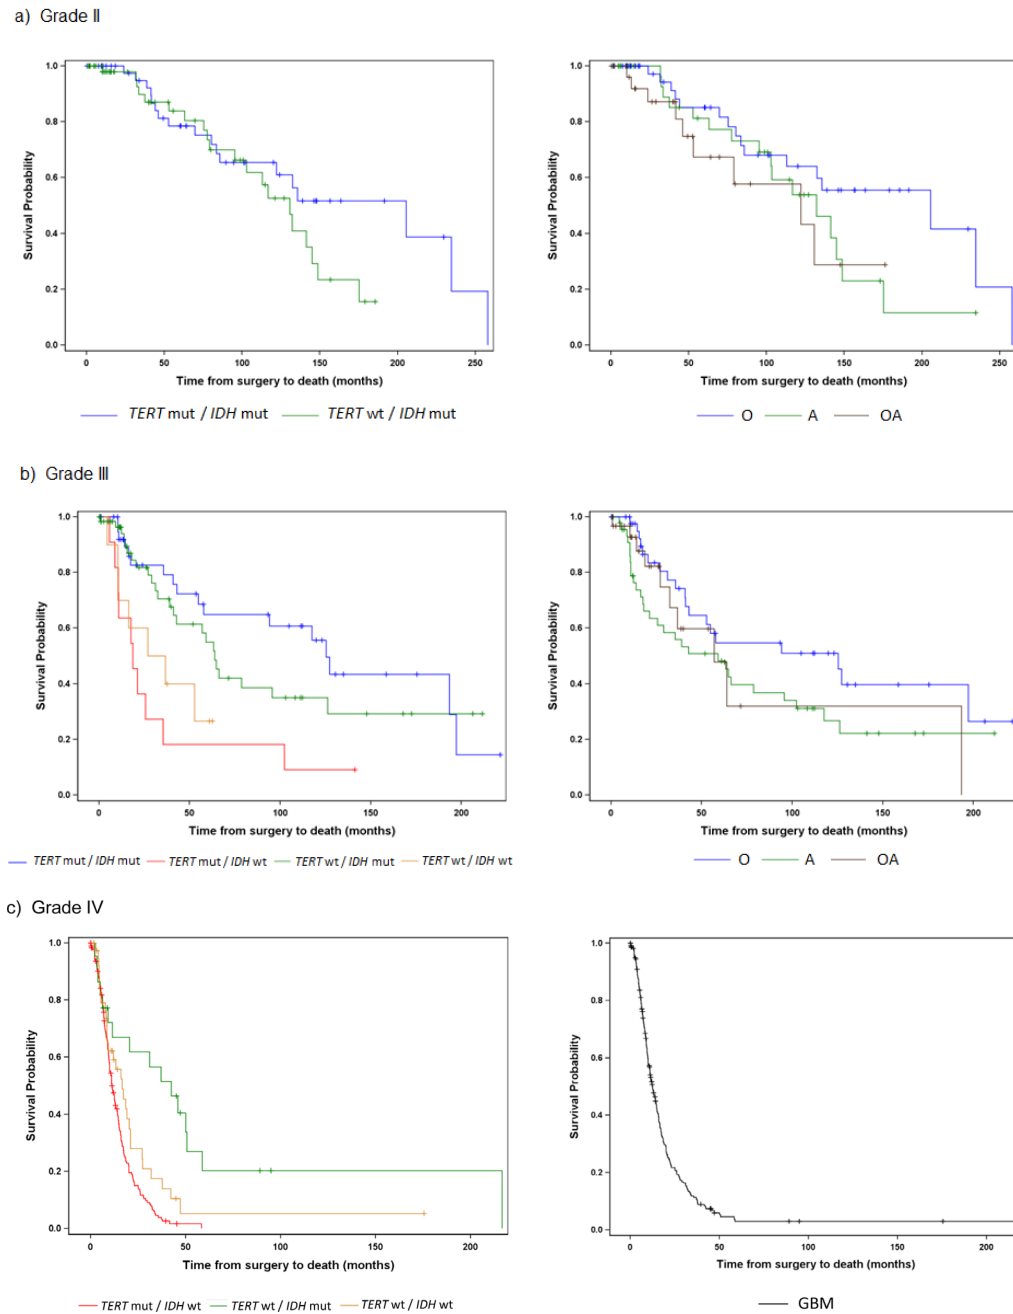 a) Grade Ⅱ
1.0
0.8
0.6
0.4
0.2
0.0
Survival Probability
0 50 100 150 200 250
Time from surgery to death (months)
TERT mut / IDH mut TERT wt / IDH mut
1.0
0.8
0.6
0.4
0.2
0.0
Survival Probability
0 50 100 150 200 250
Time from surgery to death (months)
O A OA
b) Grade Ⅲ
1.0
0.8
0.6
0.4
0.2
0.0
Survival Probability
0 50 100 150 200
Time from surgery to death (months)
TERT mut / IDH mut TERT mut / IDH wt TERT wt / IDH mut TERT wt / IDH wt
1.0
0.8
0.6
0.4
0.2
0.0
Survival Probability
0 50 100 150 200
Time from surgery to death (months)
O A OA
c) Grade IV
1.0
0.8
0.6
0.4
0.2
0.0
Survival Probability
0 50 100 150 200
Time from surgery to death (months)
TERT mut / IDH wt TERT wt / IDH mut TERT wt / IDH wt
1.0
0.8
0.6
0.4
0.2
0.0
Survival Probability
0 50 100 150 200
Time from surgery to death (months)
GBM